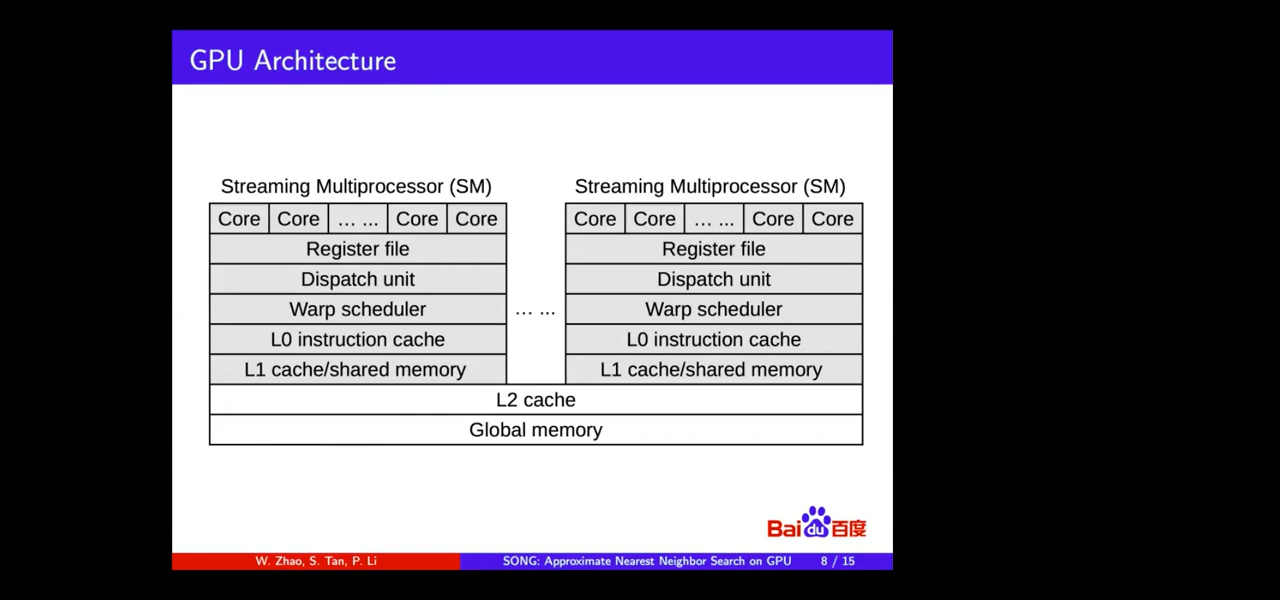 GPU Architecture
Streaming Multiprocessor (SM) Streaming Multiprocessor (SM)
Core Core ... ... Core Core Core Core ... ... Core Core
Register file Register file
Dispatch unit Dispatch unit
Warp scheduler ... ... Warp scheduler
L0 instruction cache L0 instruction cache
L1 cache/shared memory L1 cache/shared memory
L2 cache
Global memory
Bai du 百度
W. Zhao, S. Tan, P. Li SONG: Approximate Nearest Neighbor Search on GPU 8 / 15